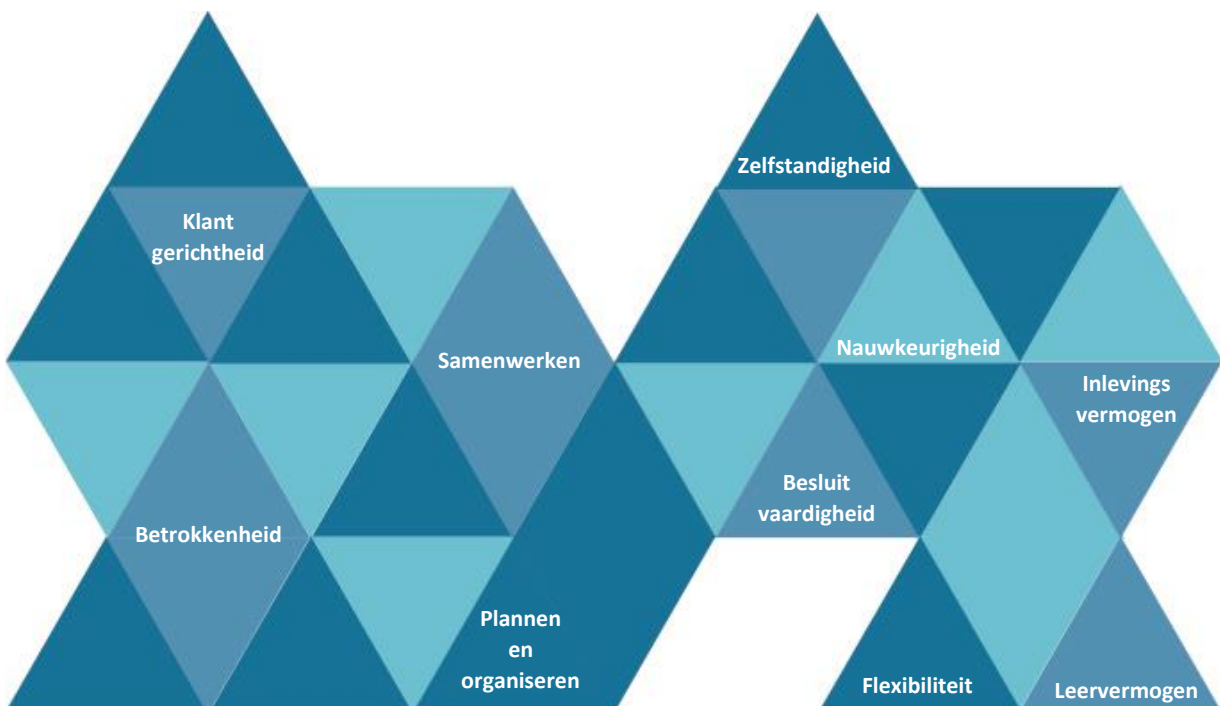 Zelfstandigheid
Klant
gerichtheid
Samenwerken
Nauwkeurigheid
Inlevings
vermogen
Besluit
vaardigheid
Betrokkenheid
Plannen
en
organiseren
Flexibiliteit
Leervermogen